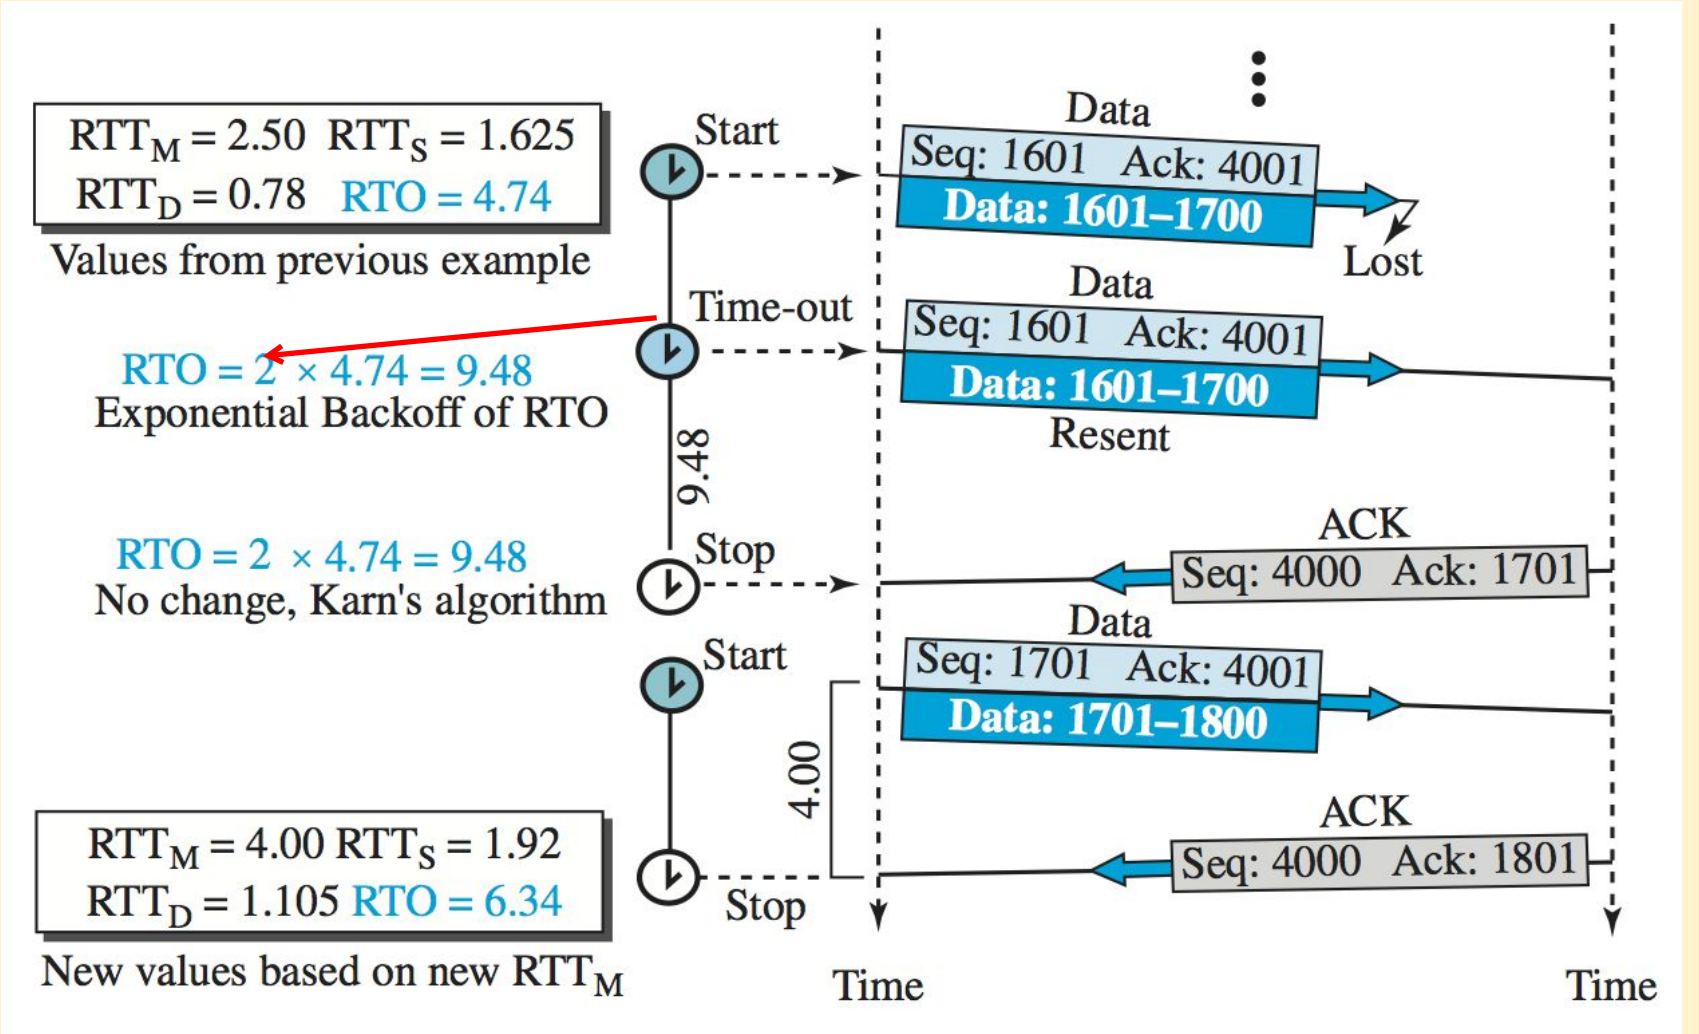 RTTM = 2.50 RTTS = 1.625
RTTD = 0.78 RTO = 4.74
Values from previous example
Start
Data
Seq: 1601 Ack: 4001
Data: 1601–1700
Lost
Time-out
RTO = 2 × 4.74 = 9.48
Exponential Backoff of RTO
Data
Seq: 1601 Ack: 4001
Data: 1601–1700
Resent
9.48
Stop
RTO = 2 × 4.74 = 9.48
No change, Karn's algorithm
ACK
Seq: 4000 Ack: 1701
Start
Data
Seq: 1701 Ack: 4001
Data: 1701–1800
4.00
ACK
Seq: 4000 Ack: 1801
Stop
RTTM = 4.00 RTTS = 1.92
RTTD = 1.105 RTO = 6.34
New values based on new RTTM
Time
Time